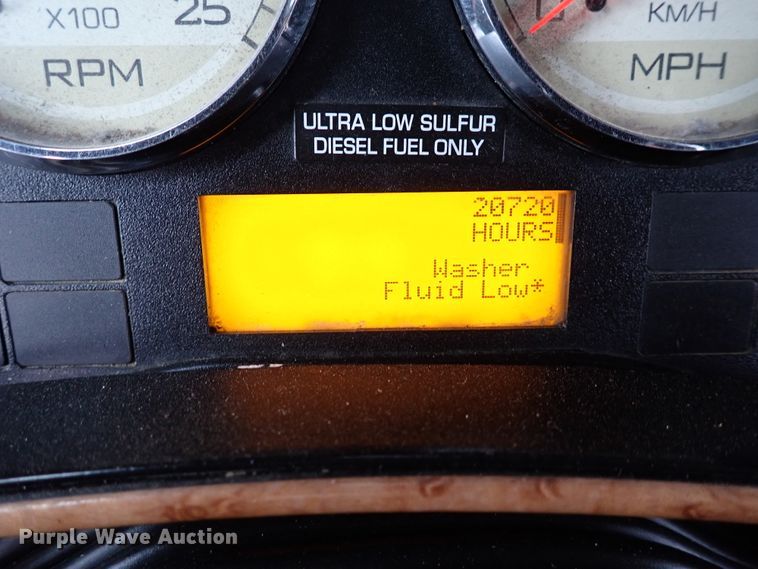 X100
25
RPM
KM/H
MPH
ULTRA LOW SULFUR
DIESEL FUEL ONLY
20720
HOURS
Washer
Fluid Low*
Purple Wave Auction